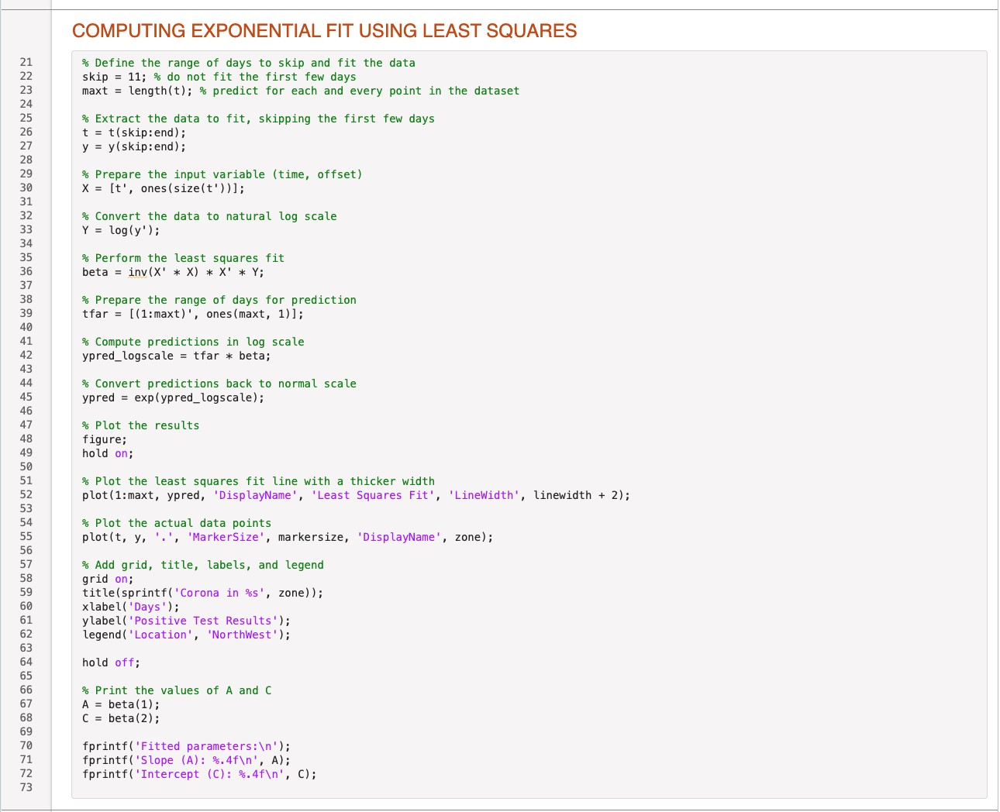 COMPUTING EXPONENTIAL FIT USING LEAST SQUARES
21 % Define the range of days to skip and fit the data
22 skip = 11; % do not fit the first few days
23 maxt = length(t); % predict for each and every point in the dataset
24
25 % Extract the data to fit, skipping the first few days
26 t = t(skip:end);
27 y = y(skip:end);
28
29 % Prepare the input variable (time, offset)
30 X = [t', ones(size(t'))];
31
32 % Convert the data to natural log scale
33 Y = log(y');
34
35 % Perform the least squares fit
36 beta = inv(X' * X) * X' * Y;
37
38 % Prepare the range of days for prediction
39 tfar = [(1:maxt)', ones(maxt, 1)];
40
41 % Compute predictions in log scale
42 ypred_logscale = tfar * beta;
43
44 % Convert predictions back to normal scale
45 ypred = exp(ypred_logscale);
46
47 % Plot the results
48 figure;
49 hold on;
50
51 % Plot the least squares fit line with a thicker width
52 plot(1:maxt, ypred, 'DisplayName', 'Least Squares Fit', 'LineWidth', linewidth + 2);
53
54 % Plot the actual data points
55 plot(t, y, '.', 'MarkerSize', markersize, 'DisplayName', zone);
56
57 % Add grid, title, labels, and legend
58 grid on;
59 title(sprintf('Corona in %s', zone));
60 xlabel('Days');
61 ylabel('Positive Test Results');
62 legend('Location', 'NorthWest');
63
64 hold off;
65
66 % Print the values of A and C
67 A = beta(1);
68 C = beta(2);
69
70 fprintf('Fitted parameters:\n');
71 fprintf('Slope (A): %.4f\n', A);
72 fprintf('Intercept (C): %.4f\n', C);
73